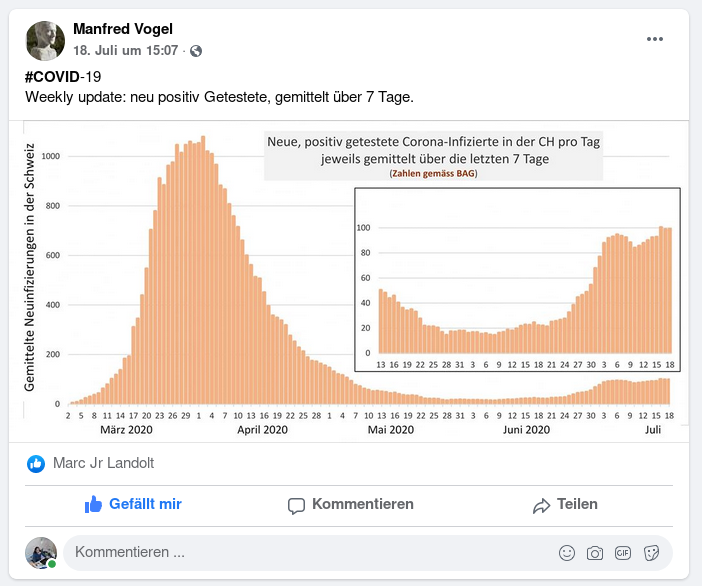 Manfred Vogel
18. Juli um 15:07 ·
#COVID-19
Weekly update: neu positiv Getestete, gemittelt über 7 Tage.
Neue, positiv getestete Corona-Infizierte in der CH pro Tag
jeweils gemittelt über die letzten 7 Tage
(Zahlen gemäss BAG)
Gemittelte Neuinfizierungen in der Schweiz
1000
800
600
400
200
0
100
80
60
40
20
0
13 16 19 22 25 28 31 3 6 9 12 15 18 21 24 27 30 3 6 9 12 15 18
2 5 8 11 14 17 20 23 26 29 1 4 7 10 13 16 19 22 25 28 1 4 7 10 13 16 19 22 25 28 31 3 6 9 12 15 18 21 24 27 30 3 6 9 12 15 18
März 2020 April 2020 Mai 2020 Juni 2020 Juli
Marc Jr Landolt
Gefällt mir Kommentieren Teilen
Kommentieren ... GIF